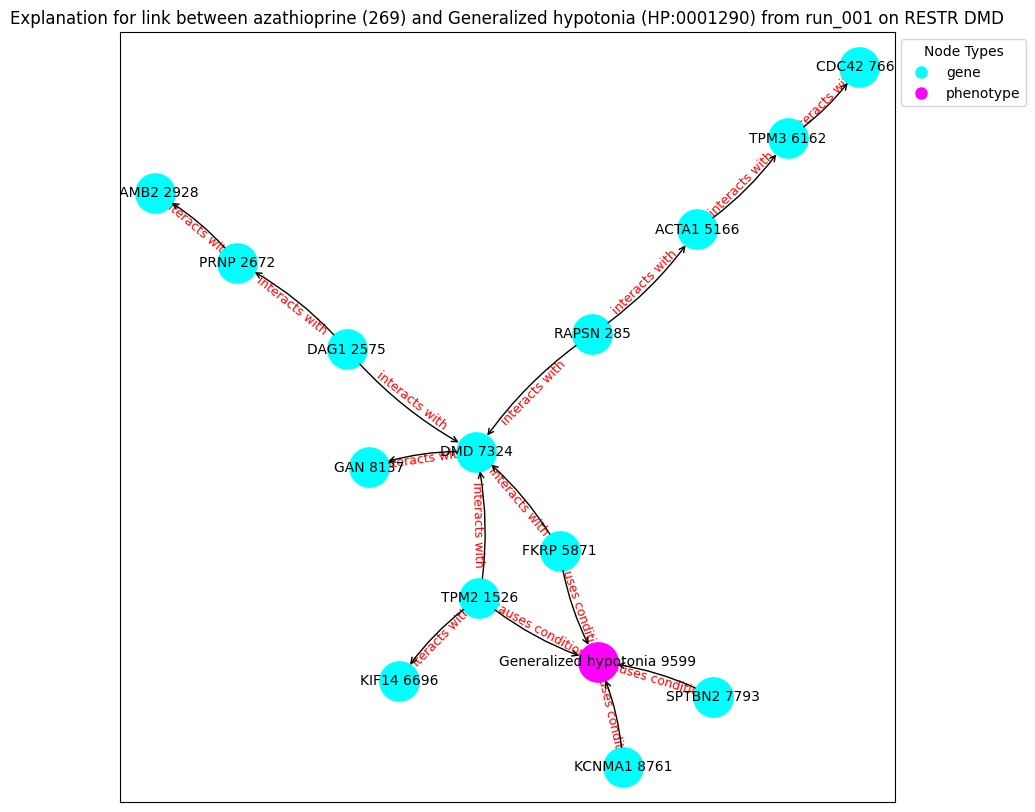 Explanation for link between azathioprine (269) and Generalized hypotonia (HP:0001290) from run_001 on RESTR DMD
Node Types
gene
phenotype
CDC42 766
interacts with
TPM3 6162
interacts with
ACTA1 5166
interacts with
RAPSN 285
interacts with
AMB2 2928
interacts with
PRNP 2672
interacts with
DAG1 2575
interacts with
DMD 7324
interacts with
GAN 8137
interacts with
interacts with
FKRP 5871
auses condition
TPM2 1526
interacts with
auses condition
Generalized hypotonia 9599
KIF14 6696
auses condition
SPTBN2 7793
auses condition
KCNMA1 8761